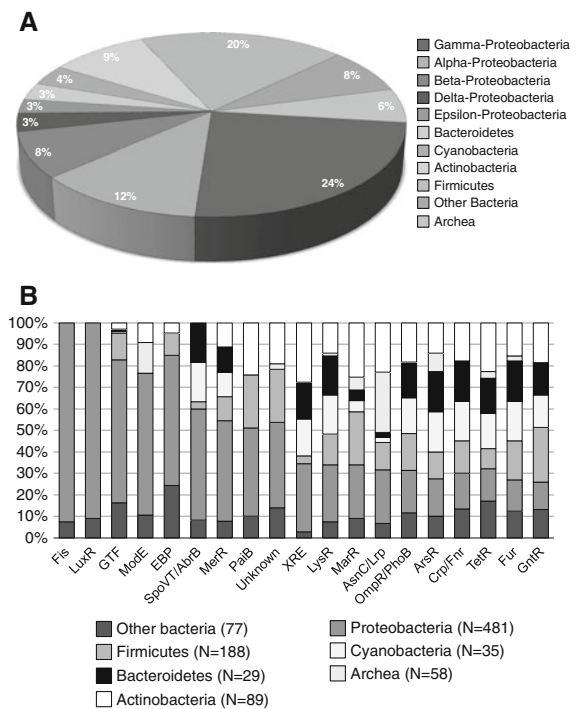 A
20%
9%
8%
4%
3%
6%
3%
3%
8%
12%
24%
Gamma-Proteobacteria
Alpha-Proteobacteria
Beta-Proteobacteria
Delta-Proteobacteria
Epsilon-Proteobacteria
Bacteroidetes
Cyanobacteria
Actinobacteria
Firmicutes
Other Bacteria
Archea
B
100%
90%
80%
70%
60%
50%
40%
30%
20%
10%
0%
Fis
LuxR
GTF
ModE
EBP
SpoVT/AbrB
MerR
PaiB
Unknown
XRE
LysR
MarR
AsnC/Lrp
OmpR/PhoB
ArsR
Crp/Fnr
TetR
Fur
GntR
Other bacteria (77)
Proteobacteria (N=481)
Firmicutes (N=188)
Cyanobacteria (N=35)
Bacteroidetes (N=29)
Archea (N=58)
Actinobacteria (N=89)